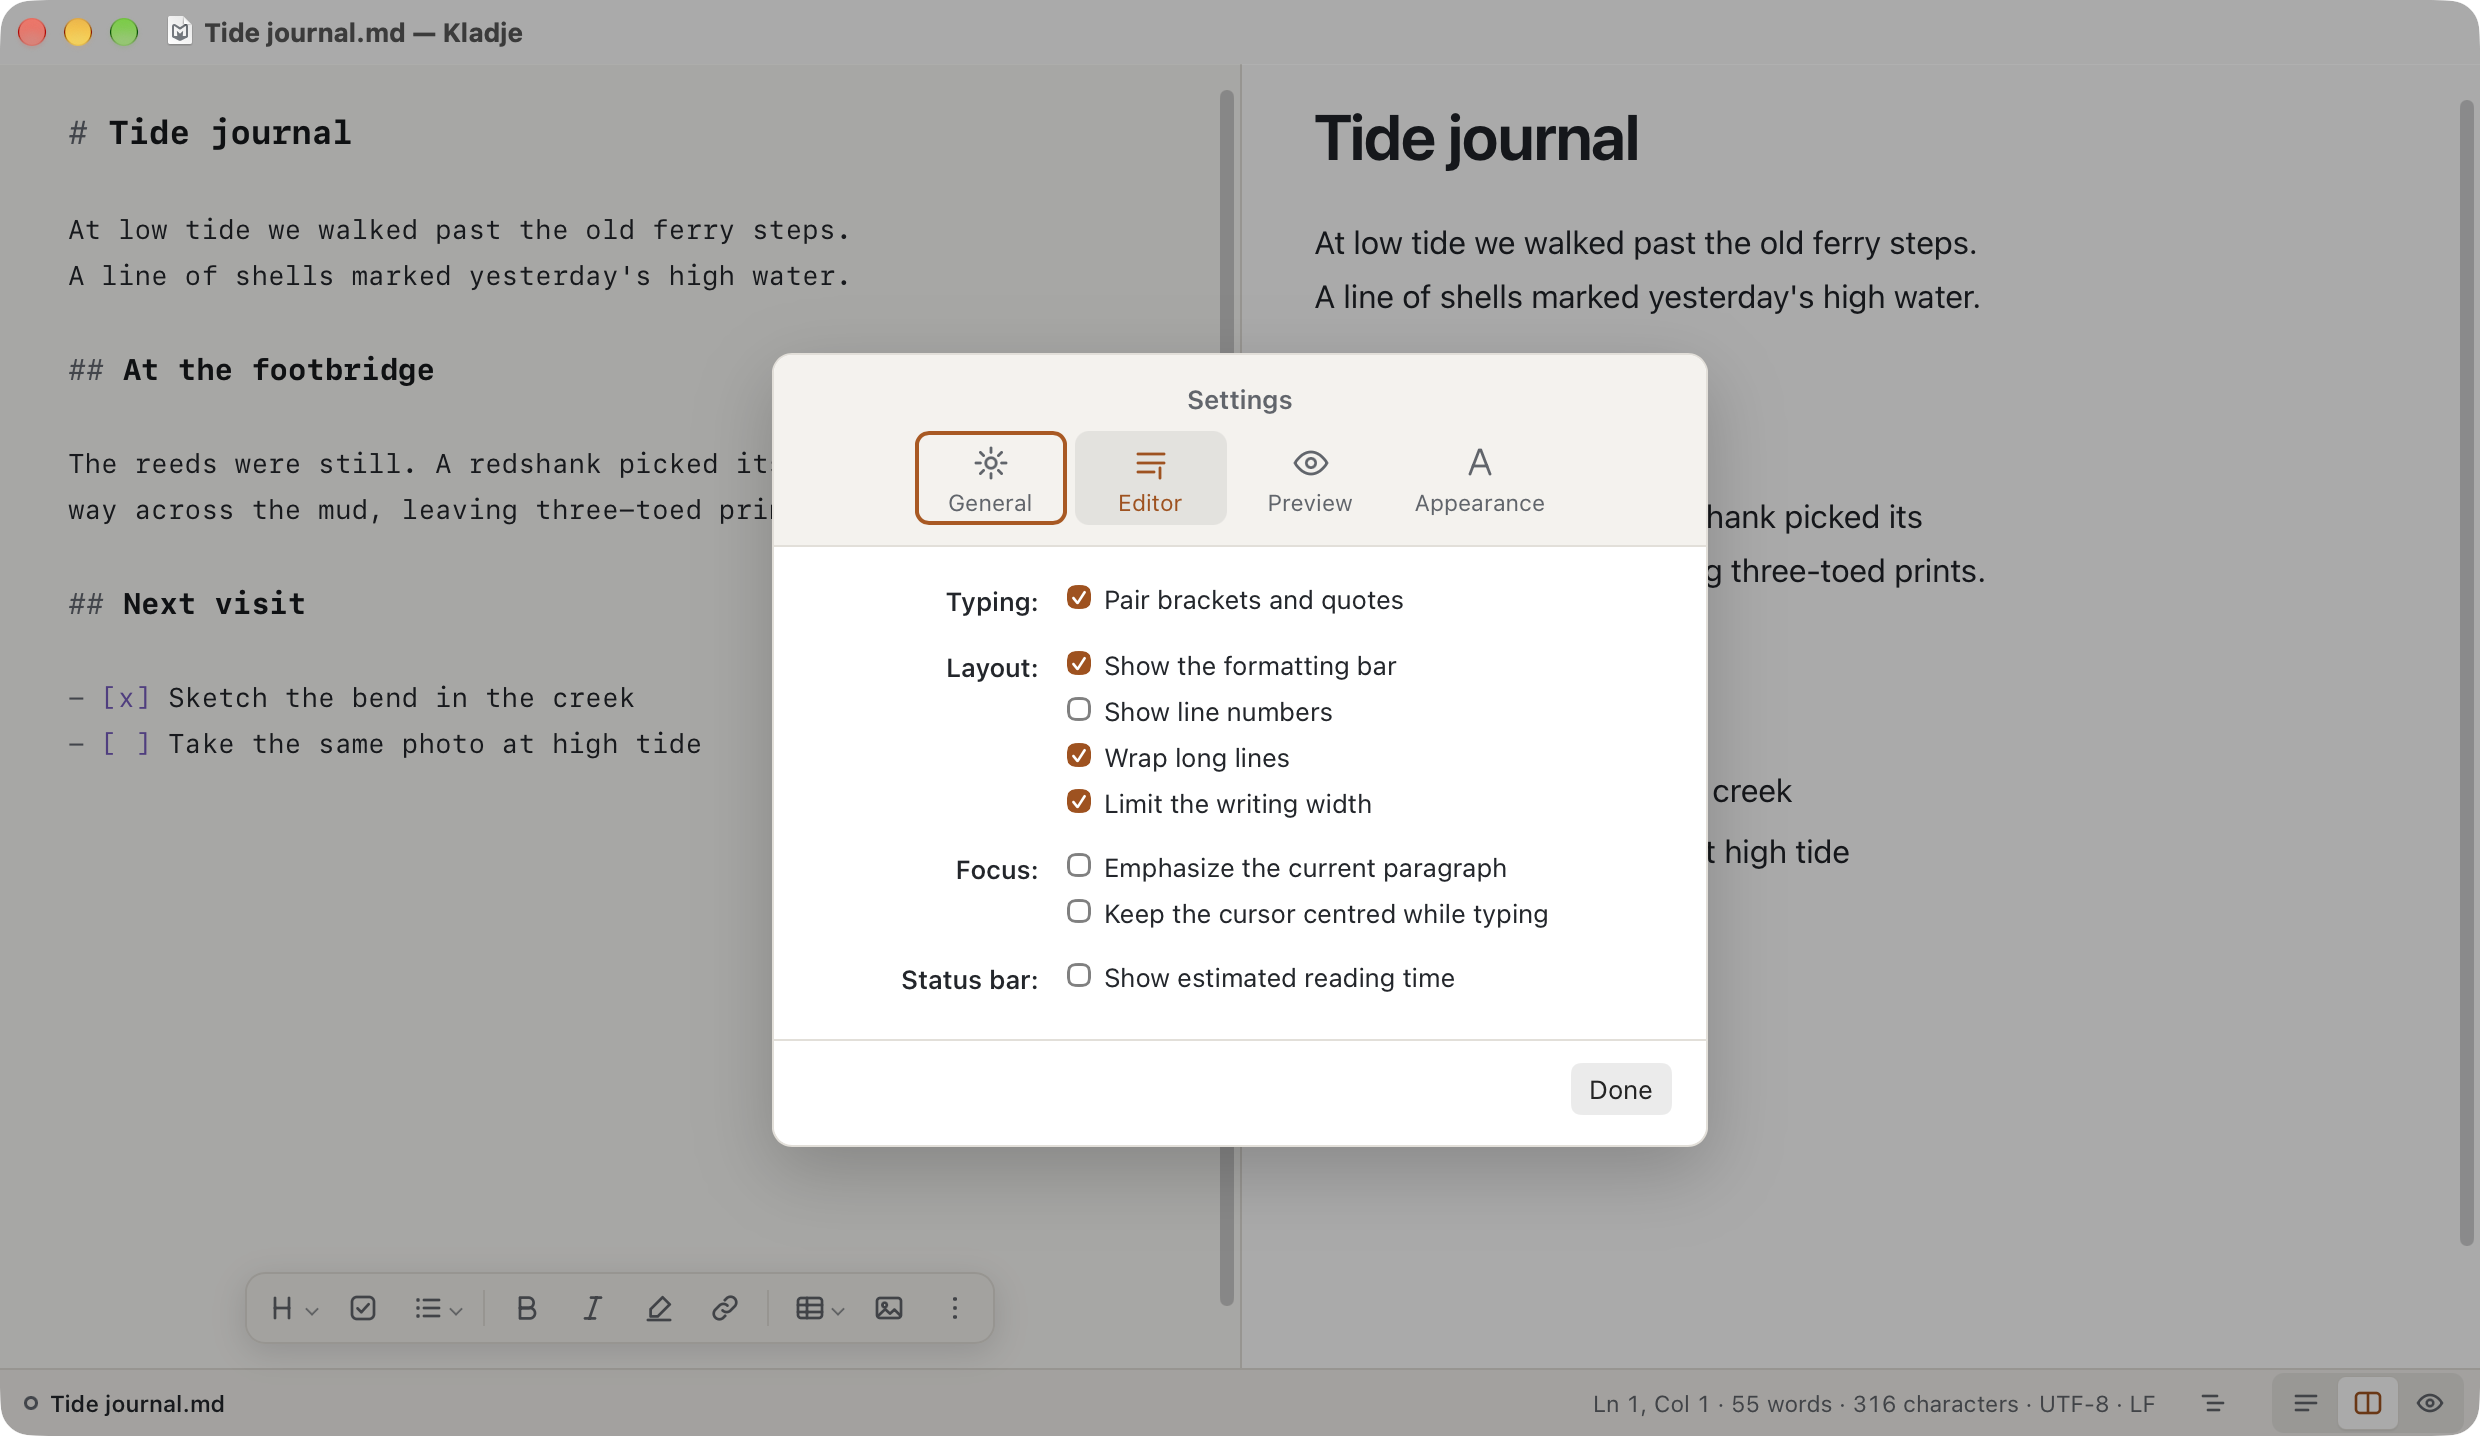 Tide journal.md — Kladje
# Tide journal
At low tide we walked past the old ferry steps.
A line of shells marked yesterday's high water.
## At the footbridge
The reeds were still. A redshank picked
way across the mud, leaving three-toed
## Next visit
- [x] Sketch the bend in the creek
- [ ] Take the same photo at high tide
Tide journal
At low tide we walked past the old ferry steps.
A line of shells marked yesterday's high water.
picked its
three-toed prints.
creek
high tide
Settings
General
Editor
Preview
Appearance
Typing:
Pair brackets and quotes
Layout:
Show the formatting bar
Show line numbers
Wrap long lines
Limit the writing width
Focus:
Emphasize the current paragraph
Keep the cursor centred while typing
Status bar:
Show estimated reading time
Done
H
B
I
Tide journal.md
Ln 1, Col 1 · 55 words · 316 characters · UTF-8 · LF